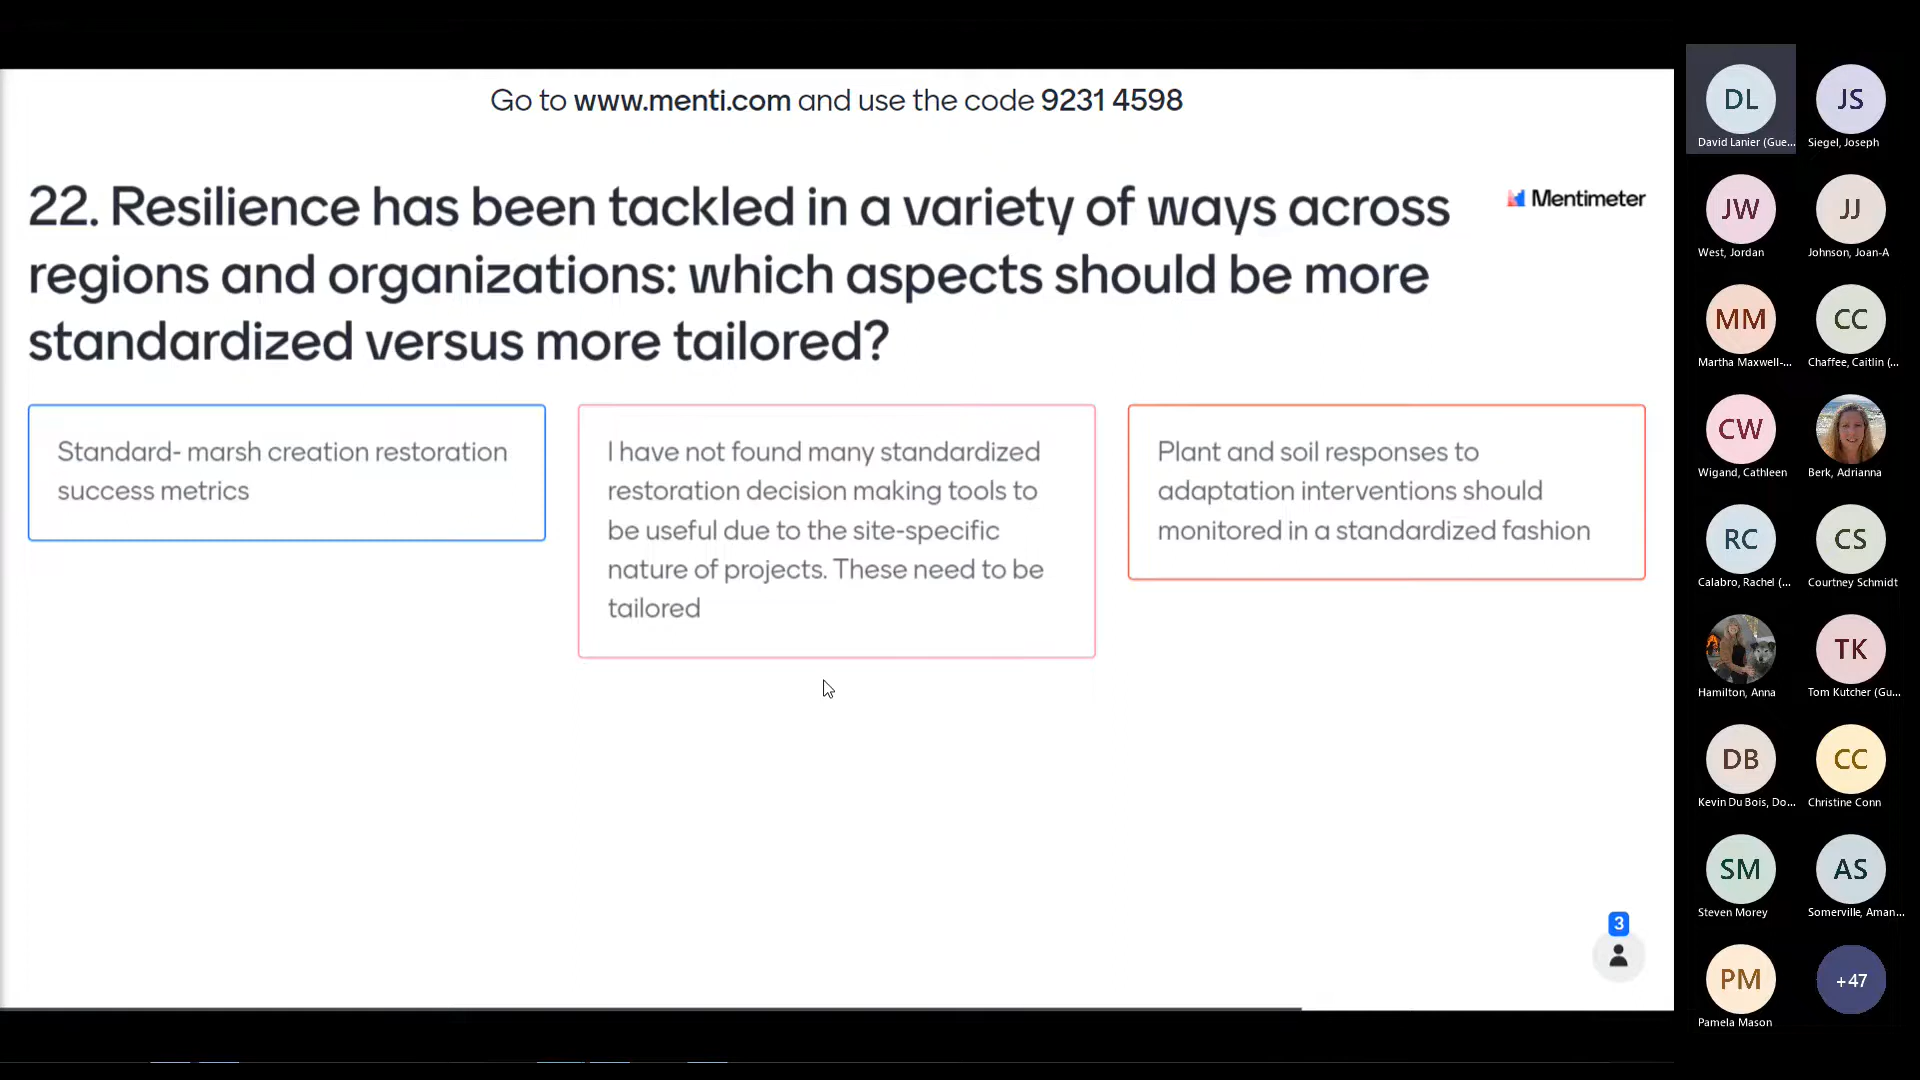 Go to www.menti.com and use the code 9231 4598
22. Resilience has been tackled in a variety of ways across
regions and organizations: which aspects should be more
standardized versus more tailored?
Mentimeter
Standard- marsh creation restoration
success metrics
I have not found many standardized
restoration decision making tools to
be useful due to the site-specific
nature of projects. These need to be
tailored
Plant and soil responses to
adaptation interventions should
monitored in a standardized fashion
3
DL
David Lanier (Gue...
JS
Siegel, Joseph
JW
West, Jordan
JJ
Johnson, Joan-A
MM
Martha Maxwell-...
CC
Chaffee, Caitlin (...
CW
Wigand, Cathleen
Berk, Adrianna
RC
Calabro, Rachel (...
CS
Courtney Schmidt
Hamilton, Anna
TK
Tom Kutcher (Gu...
DB
Kevin Du Bois, Do...
CC
Christine Conn
SM
Steven Morey
AS
Somerville, Aman...
PM
Pamela Mason
+47